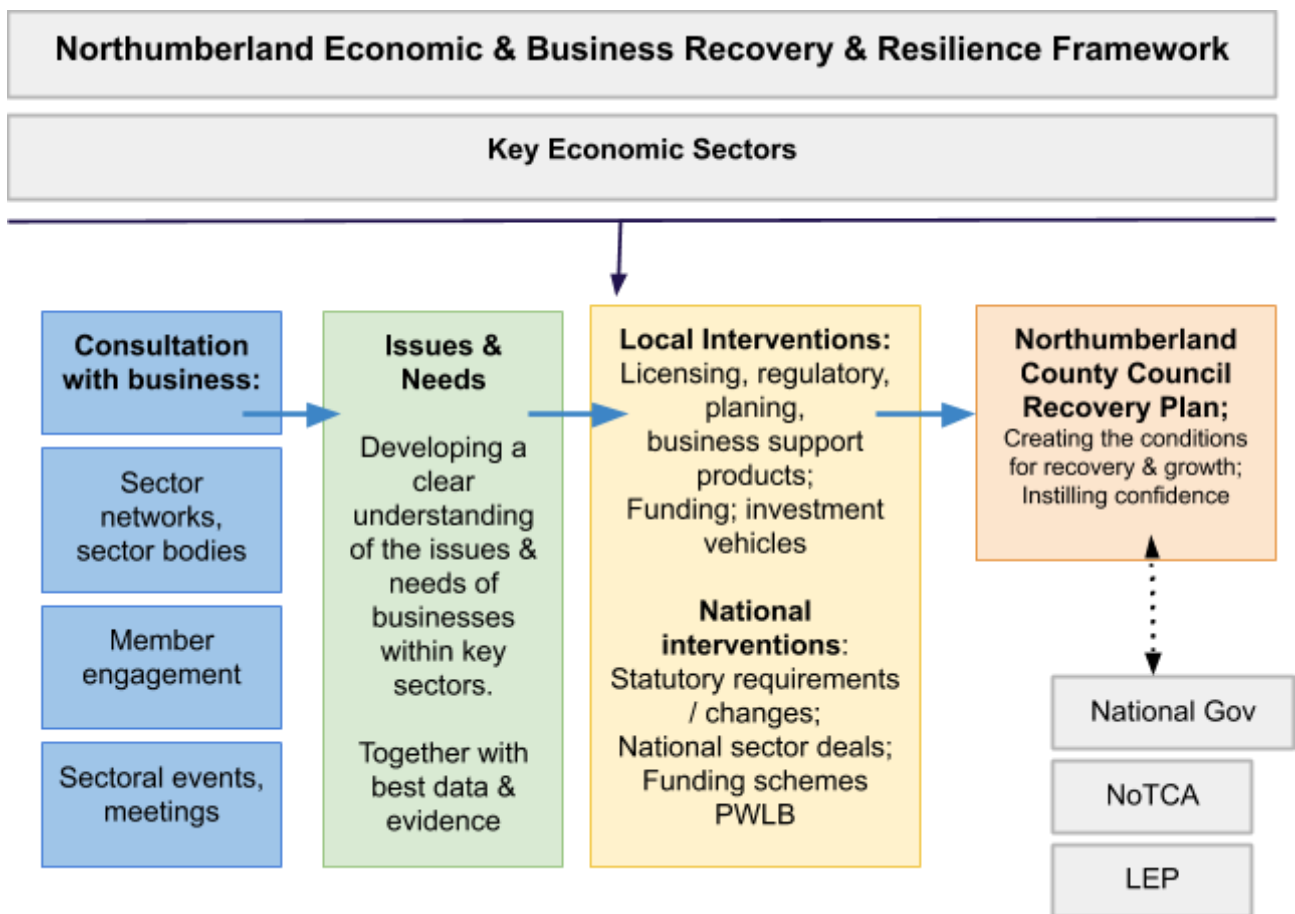 Northumberland Economic & Business Recovery & Resilience Framework
Key Economic Sectors
Consultation
with business:
Sector
networks,
sector bodies
Member
engagement
Sectoral events,
meetings
Issues &
Needs
Developing a
clear
understanding
of the issues &
needs of
businesses
within key
sectors.
Together with
best data &
evidence
Local Interventions:
Licensing, regulatory,
planing,
business support
products;
Funding; investment
vehicles
National
interventions:
Statutory requirements
/ changes;
National sector deals;
Funding schemes
PWLB
Northumberland
County Council
Recovery Plan;
Creating the conditions
for recovery & growth;
Instilling confidence
National Gov
NoTCA
LEP